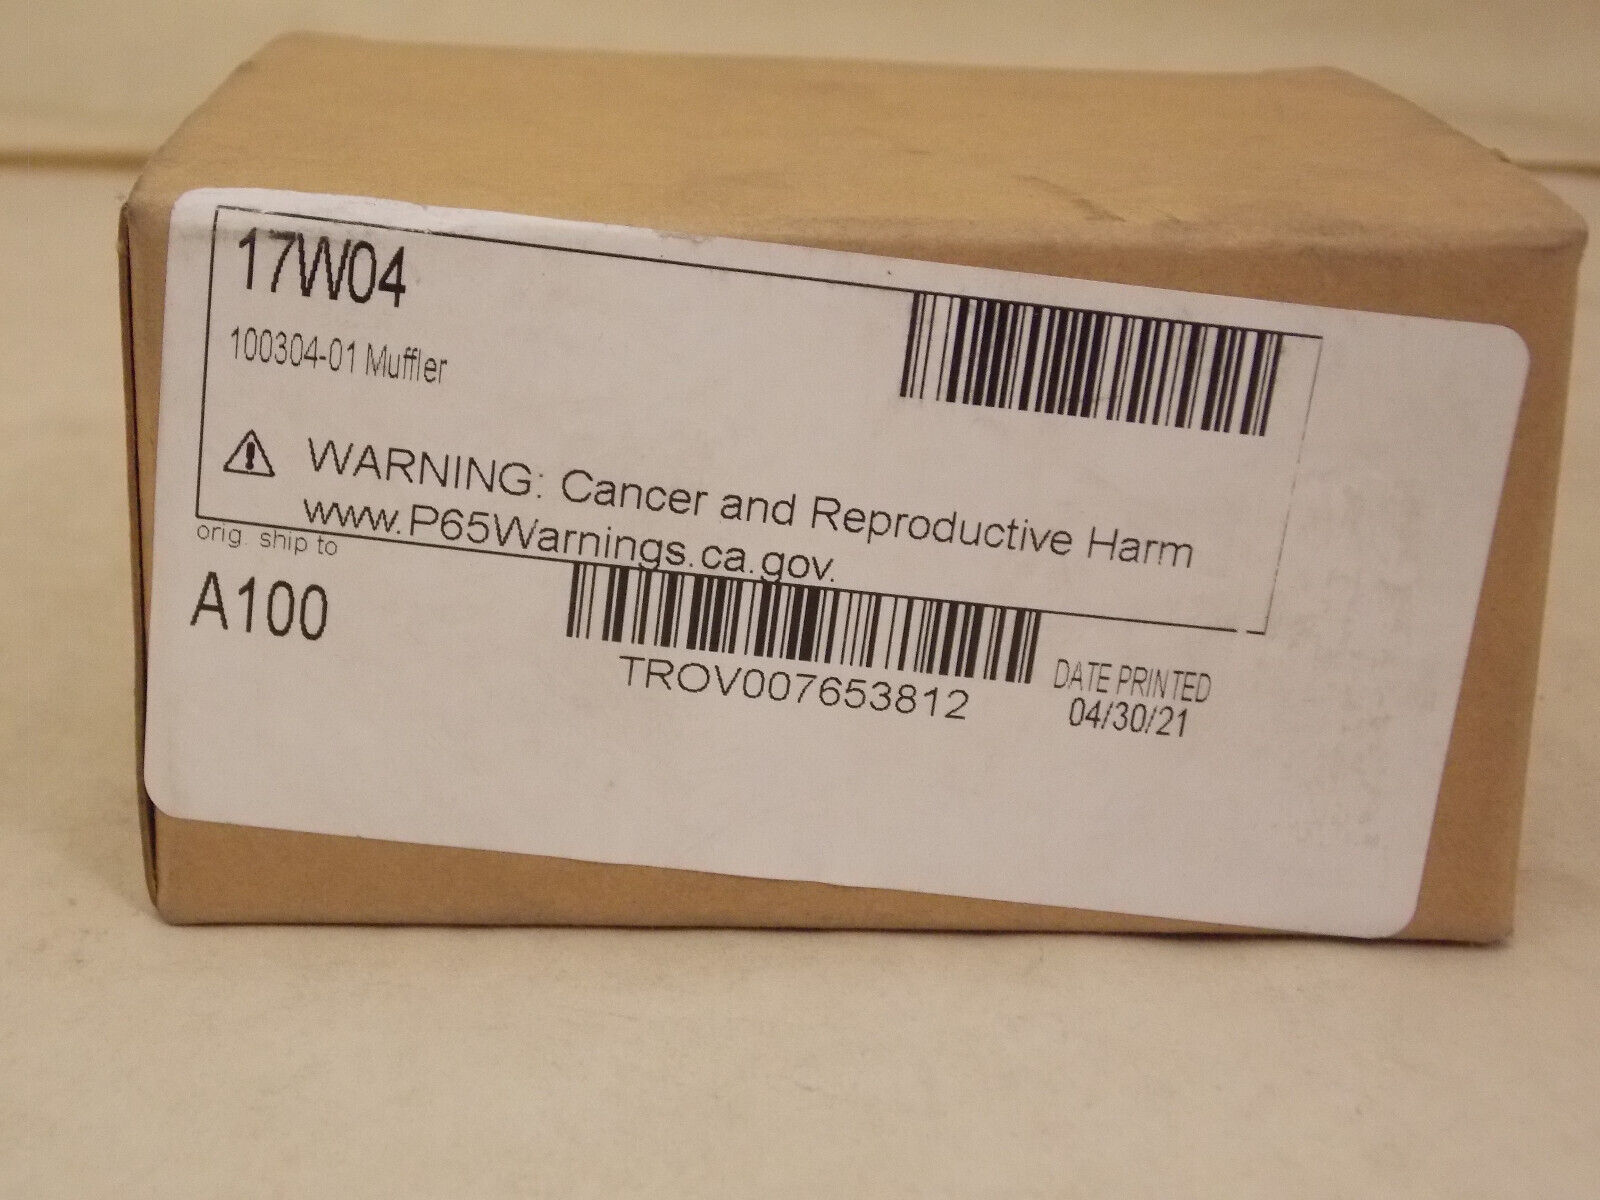 17W04
100304-01 Muffler
WARNING: Cancer and Reproductive Harm
www.P65Warnings.ca.gov.
orig. ship to
A100
TROV007653812
DATE PRINTED
04/30/21